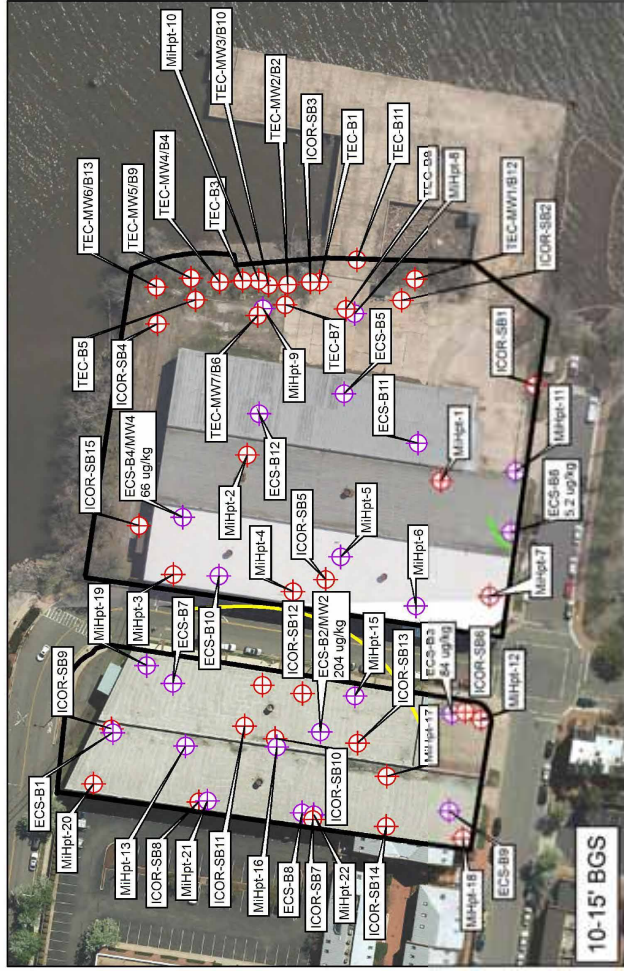 MiHpt-10
TEC-MW3/B10
TEC-MW2/B2
ICOR-SB3
TEC-B1
TEC-B11
TEC-B8
MiHpt-8
TEC-MW1/B12
ICOR-SB2
TEC-B3
TEC-MW4/B4
TEC-MW5/B9
TEC-MW6/B13
TEC-B5
ICOR-SB4
ICOR-SB15
ECS-B4/MW4
66 ug/kg
TEC-MW7/B6
MiHpt-9
TEC-B7
ECS-B5
ECS-B11
ICOR-SB1
ECS-B12
MiHpt-1
MiHpt-11
MiHpt-2
ICOR-SB5
MiHpt-5
ECS-B6
5.2 ug/kg
MiHpt-4
MiHpt-6
MiHpt-7
MiHpt-3
MiHpt-19
ECS-B7
ECS-B10
ICOR-SB12
ECS-B2/MW2
204 ug/kg
MiHpt-15
ICOR-SB13
ECS-B3
84 ug/kg
ICOR-SB6
MiHpt-12
ICOR-SB9
ECS-B1
MiHpt-20
MiHpt-13
ICOR-SB8
MiHpt-21
ICOR-SB11
MiHpt-16
ICOR-SB10
MiHpt-17
ECS-B8
ICOR-SB7
MiHpt-22
ICOR-SB14
MiHpt-18
ECS-B9
10-15' BGS